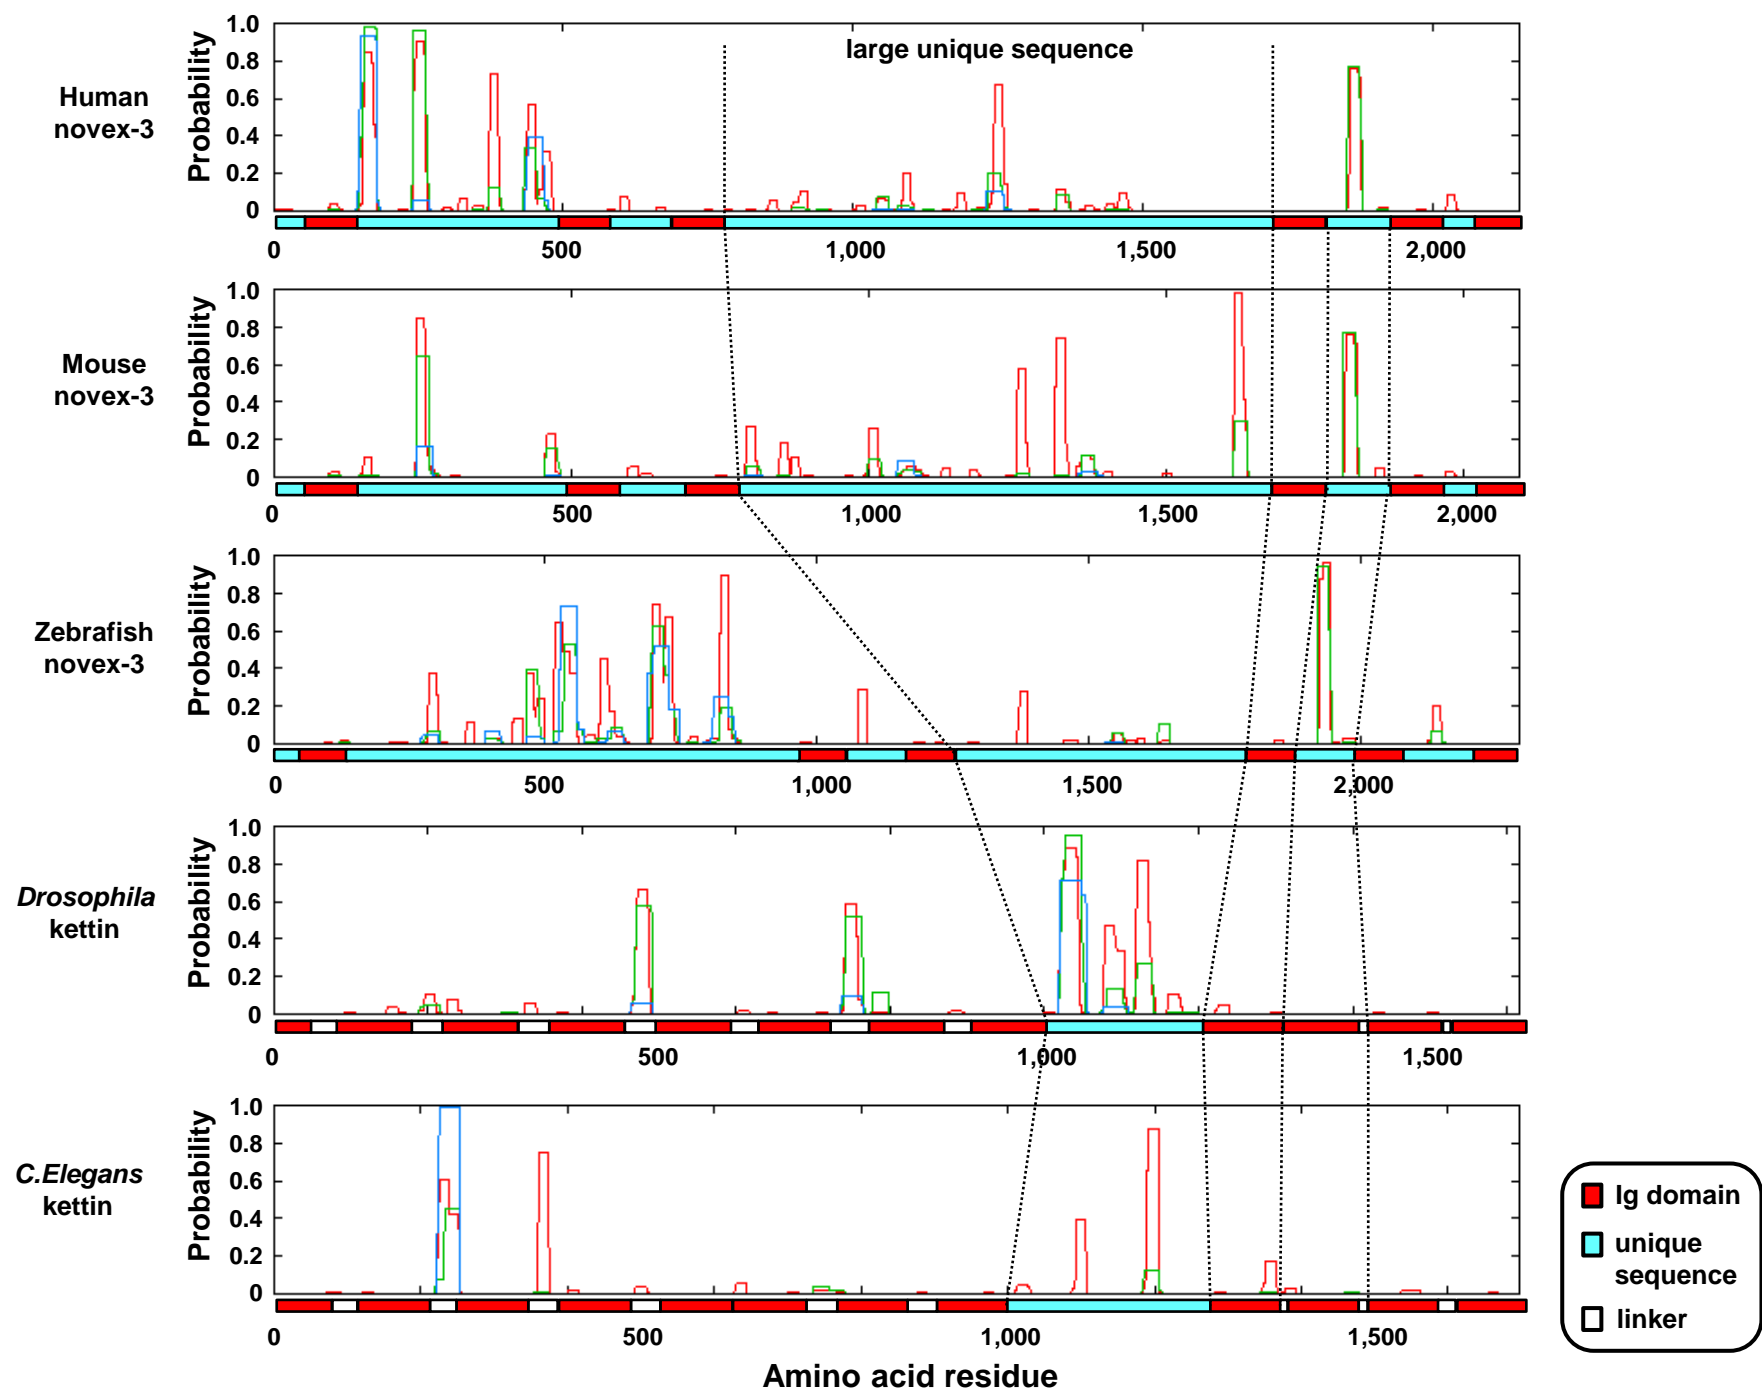 1.0
0.8
0.6
0.4
0.2
0
Probability
Human
novex-3
large unique sequence
0
500
1,000
1,500
2,000
1.0
0.8
0.6
0.4
0.2
0
Probability
Mouse
novex-3
0
500
1,000
1,500
2,000
1.0
0.8
0.6
0.4
0.2
0
Probability
Zebrafish
novex-3
0
500
1,000
1,500
2,000
1.0
0.8
0.6
0.4
0.2
0
Probability
Drosophila
kettin
0
500
1,000
1,500
1.0
0.8
0.6
0.4
0.2
0
Probability
C.Elegans
kettin
0
500
1,000
1,500
Amino acid residue
Ig domain
unique
sequence
linker